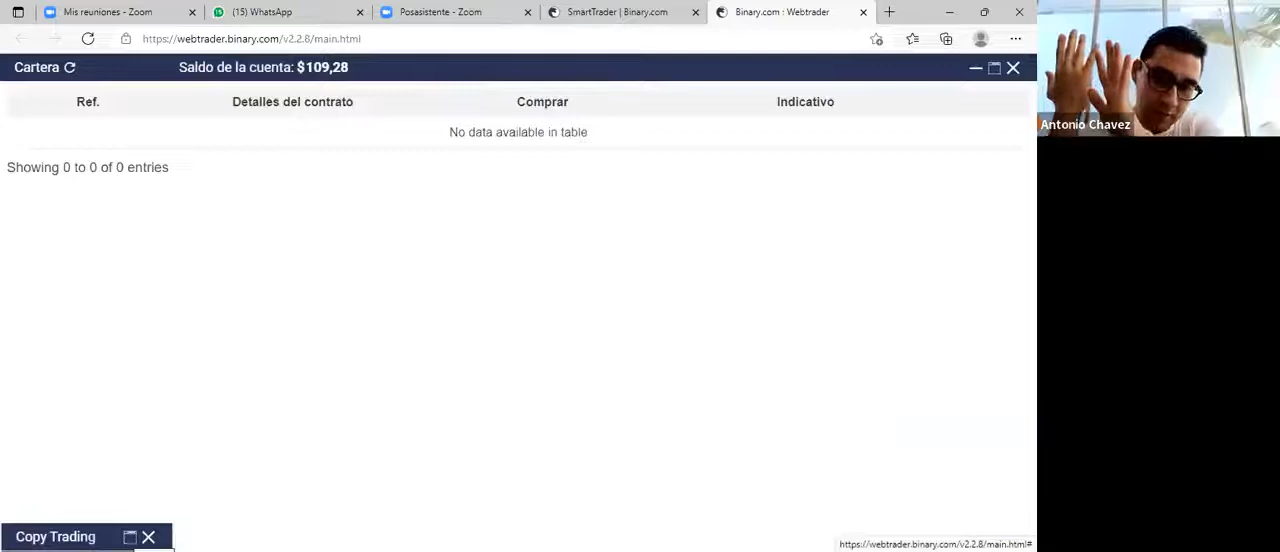 Mis reuniones - Zoom
(15) WhatsApp
Posasistente - Zoom
SmartTrader | Binary.com
Binary.com : Webtrader
https://webtrader.binary.com/v2.2.8/main.html
Cartera
Saldo de la cuenta: $109,28
Ref.
Detalles del contrato
Comprar
Indicativo
No data available in table
Showing 0 to 0 of 0 entries
Antonio Chavez
Copy Trading
https://webtrader.binary.com/v2.2.8/main.html#